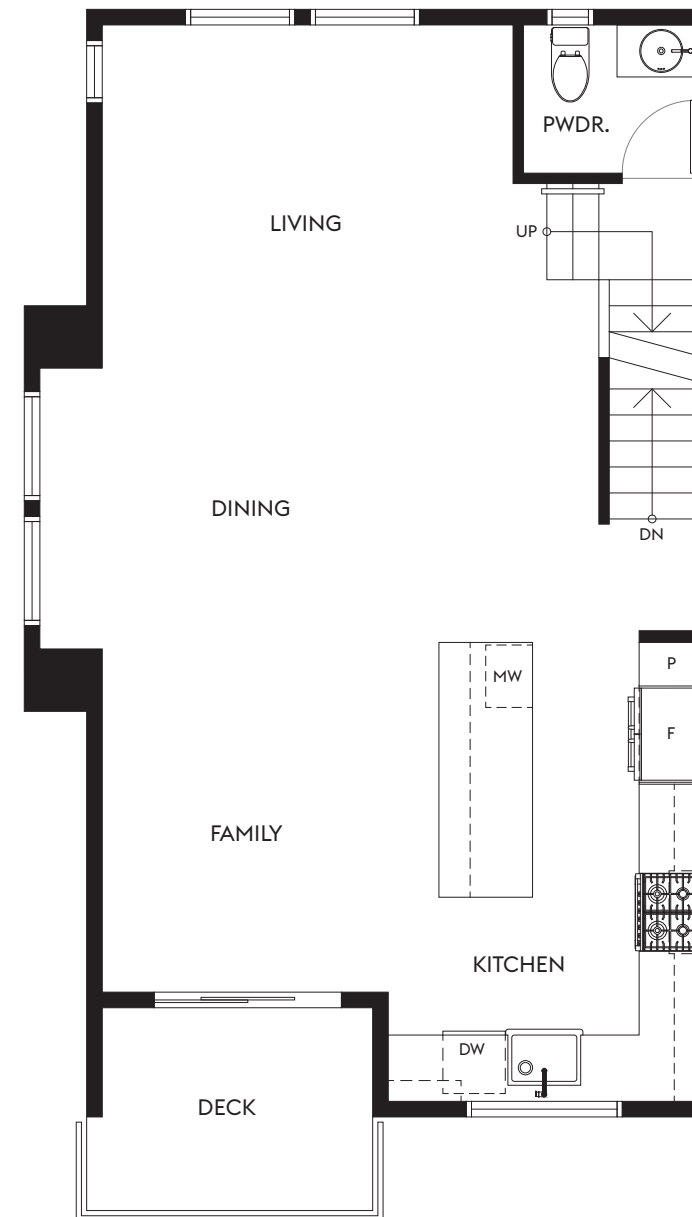 PWDR.
LIVING
UP
DINING
DN
P
MW
F
FAMILY
KITCHEN
DW
DECK